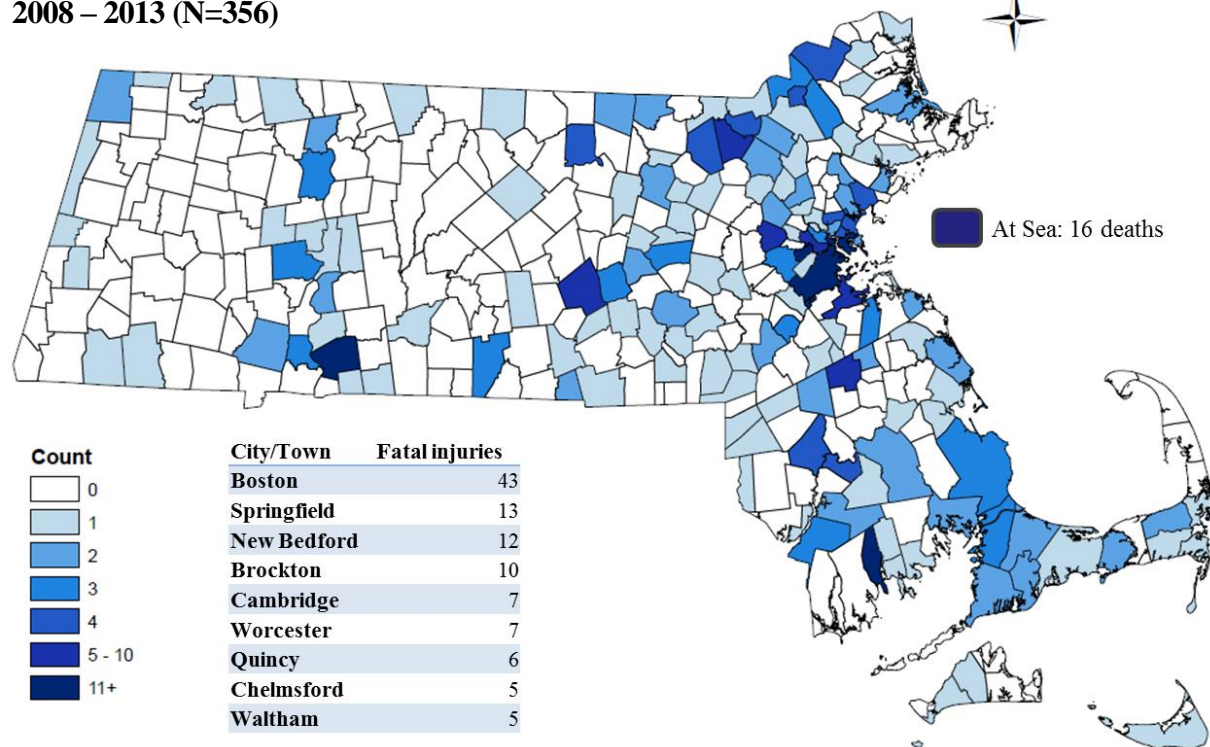 2008 – 2013 (N=356)
At Sea: 16 deaths
Count
0
1
2
3
4
5 - 10
11+
City/Town Fatal injuries
Boston 43
Springfield 13
New Bedford 12
Brockton 10
Cambridge 7
Worcester 7
Quincy 6
Chelmsford 5
Waltham 5